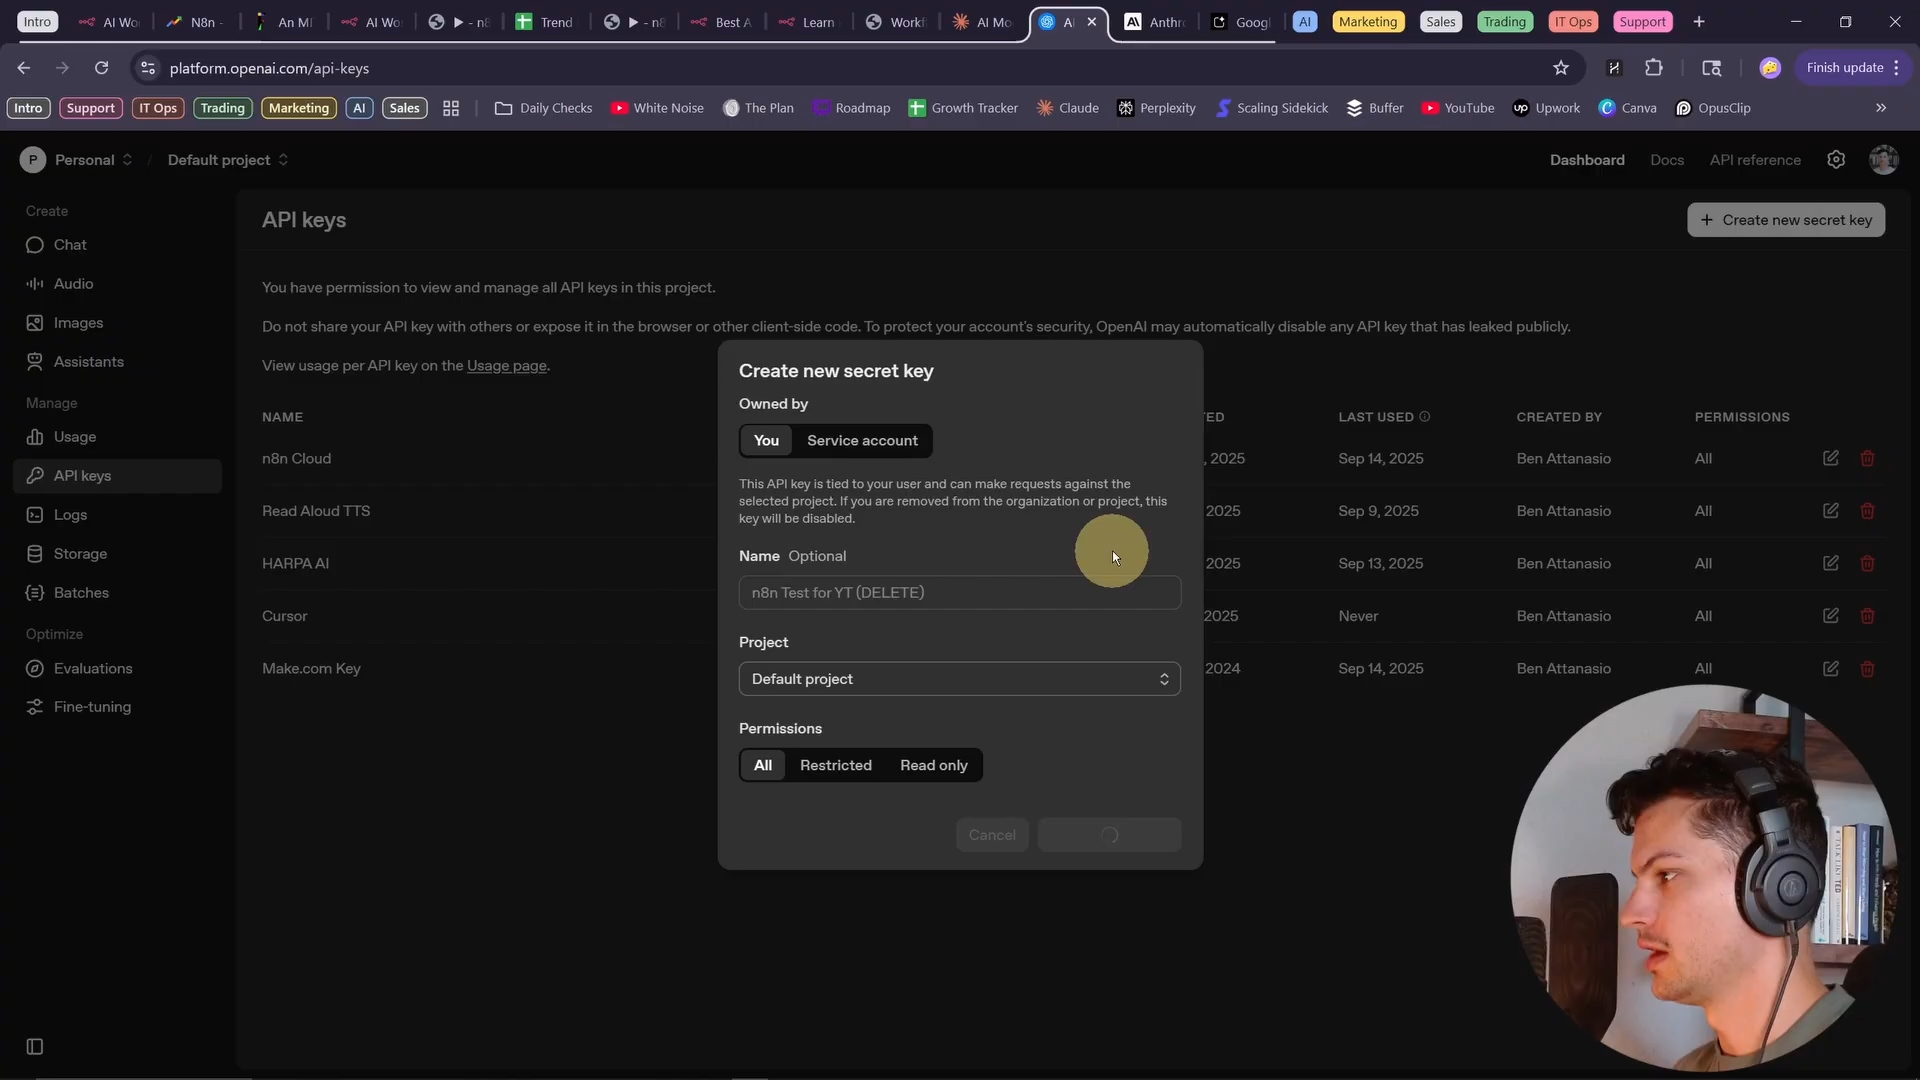 Intro
AI Wo
N8n -
An MI
AI Wo
- n8
Trend
- n8
Best A
Learn
Workf
AI Mo
AI
Anthr
Googl
AI
Marketing
Sales
Trading
IT Ops
Support
platform.openai.com/api-keys
Finish update
Intro
Support
IT Ops
Trading
Marketing
AI
Sales
Daily Checks
White Noise
The Plan
Roadmap
Growth Tracker
Claude
Perplexity
Scaling Sidekick
Buffer
YouTube
Upwork
Canva
OpusClip
P
Personal
/
Default project
Dashboard
Docs
API reference
Create
Chat
Audio
Images
Assistants
Manage
Usage
API keys
Logs
Storage
Batches
Optimize
Evaluations
Fine-tuning
API keys
+ Create new secret key
You have permission to view and manage all API keys in this project.
Do not share your API key with others or expose it in the browser or other client-side code. To protect your account's security, OpenAI may automatically disable any API key that has leaked publicly.
View usage per API key on the Usage page.
NAME
TED
LAST USED
CREATED BY
PERMISSIONS
n8n Cloud
, 2025
Sep 14, 2025
Ben Attanasio
All
Read Aloud TTS
2025
Sep 9, 2025
Ben Attanasio
All
HARPA AI
2025
Sep 13, 2025
Ben Attanasio
All
Cursor
2025
Never
Ben Attanasio
All
Make.com Key
2024
Sep 14, 2025
Ben Attanasio
All
Create new secret key
Owned by
You
Service account
This API key is tied to your user and can make requests against the
selected project. If you are removed from the organization or project, this
key will be disabled.
Name Optional
n8n Test for YT (DELETE)
Project
Default project
Permissions
All
Restricted
Read only
Cancel